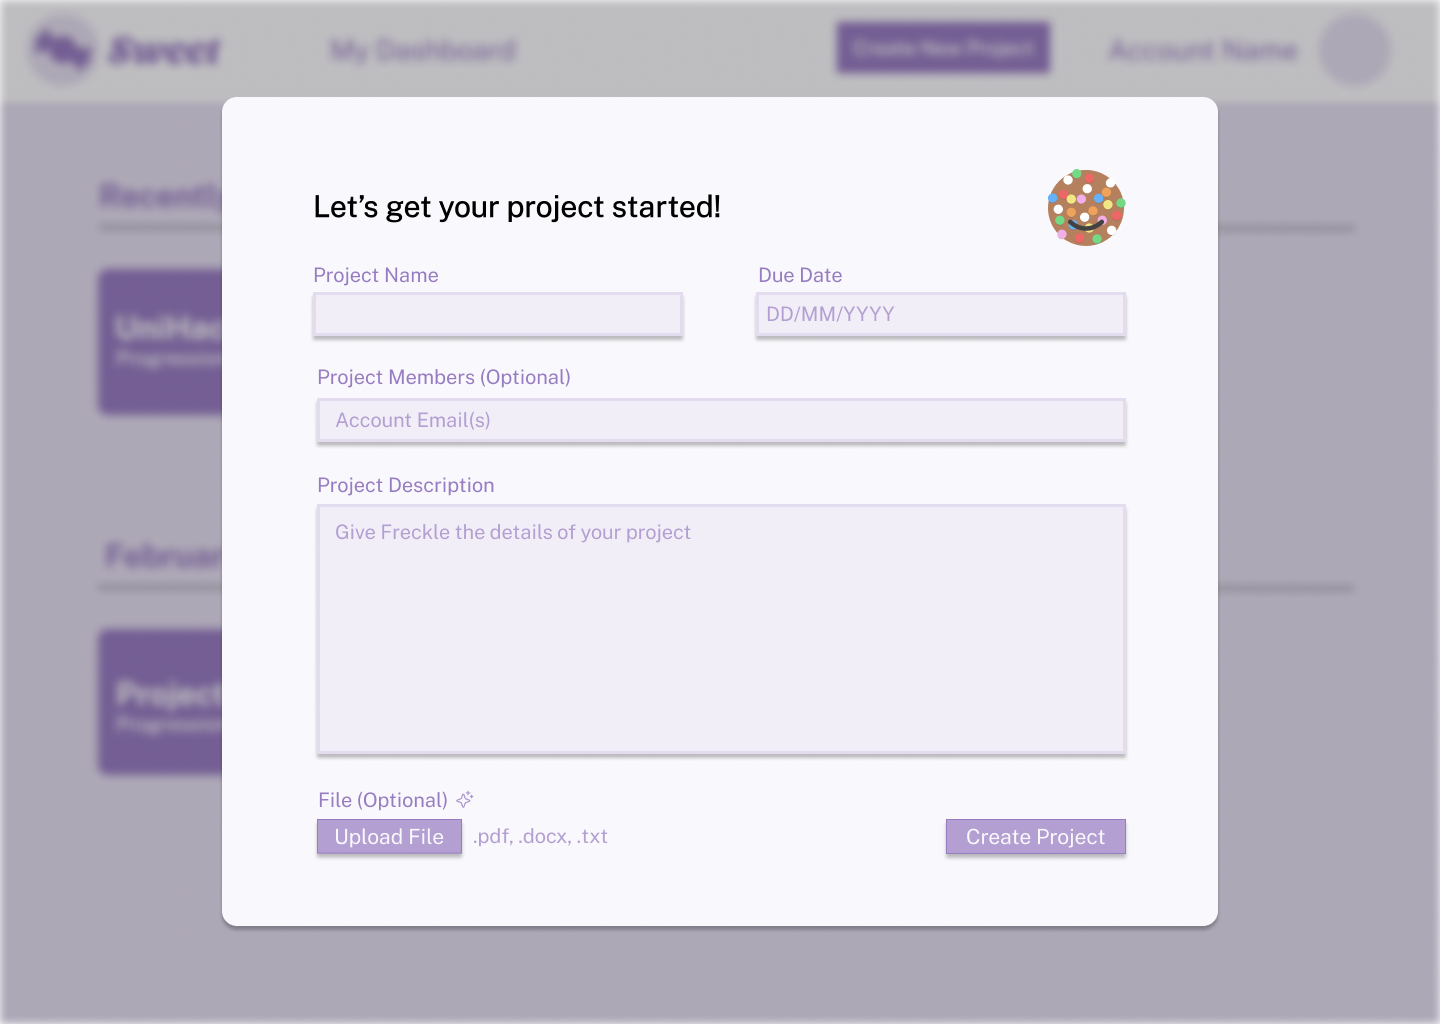 Sweet
My Dashboard
Create New Project
Account Name
Recently
Let’s get your project started!
Project Name
Due Date
DD/MM/YYYY
UniHac
Progression
Project Members (Optional)
Account Email(s)
Project Description
Give Freckle the details of your project
Februar
Project
Progression
File (Optional)
Upload File
.pdf, .docx, .txt
Create Project